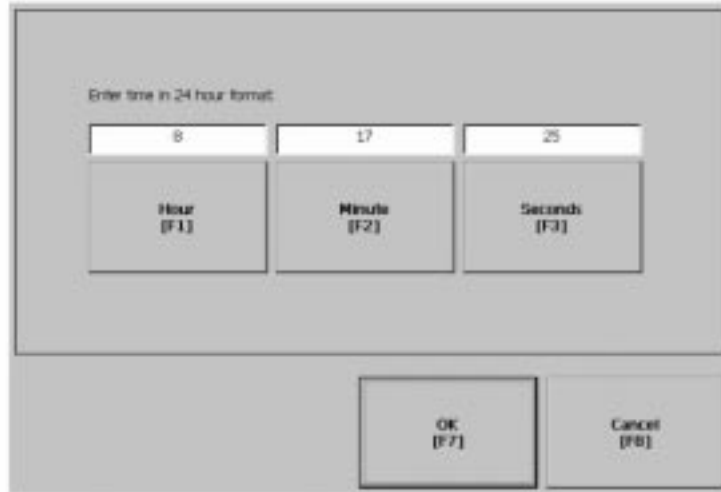 Enter time in 24 hour format
8 17 25
Hour Minute Seconds
[F1] [F2] [F3]
OK Cancel
[F7] [F8]